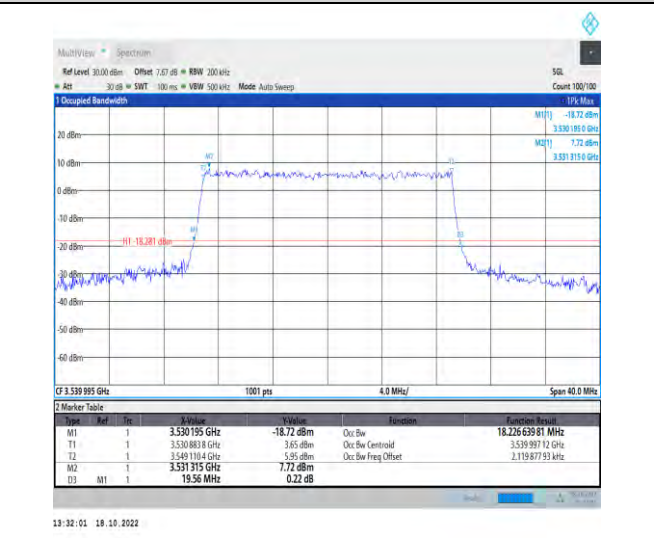 MultiView Spectrum
Ref Level 30.00 dBm Offset 7.67 dB RBW 200 kHz SGL
Att 30 dB SWT 100 ms VBW 500 kHz Mode Auto Sweep Count 100/100
1 Occupied Bandwidth 1Pk Max
M1[1] -18.72 dBm
3.530 195 0 GHz
M2[1] 7.72 dBm
3.531 315 0 GHz
20 dBm
10 dBm
M2
0 dBm
-10 dBm
M1
H1 -18.281 dBm
-20 dBm
-30 dBm
-40 dBm
-50 dBm
-60 dBm
CF 3.539 995 GHz 1001 pts 4.0 MHz/ Span 40.0 MHz
2 Marker Table
Type Ref Trc X-Value Y-Value Function Function Result
M1 1 3.530 195 GHz -18.72 dBm Occ Bw 18.226 639 81 MHz
T1 1 3.530 883 8 GHz 3.65 dBm Occ Bw Centroid 3.539 997 12 GHz
T2 1 3.549 110 4 GHz 5.95 dBm Occ Bw Freq Offset 2.119 877 93 kHz
M2 1 3.531 315 GHz 7.72 dBm
D3 M1 1 19.56 MHz 0.22 dB
13:32:01 18.10.2022